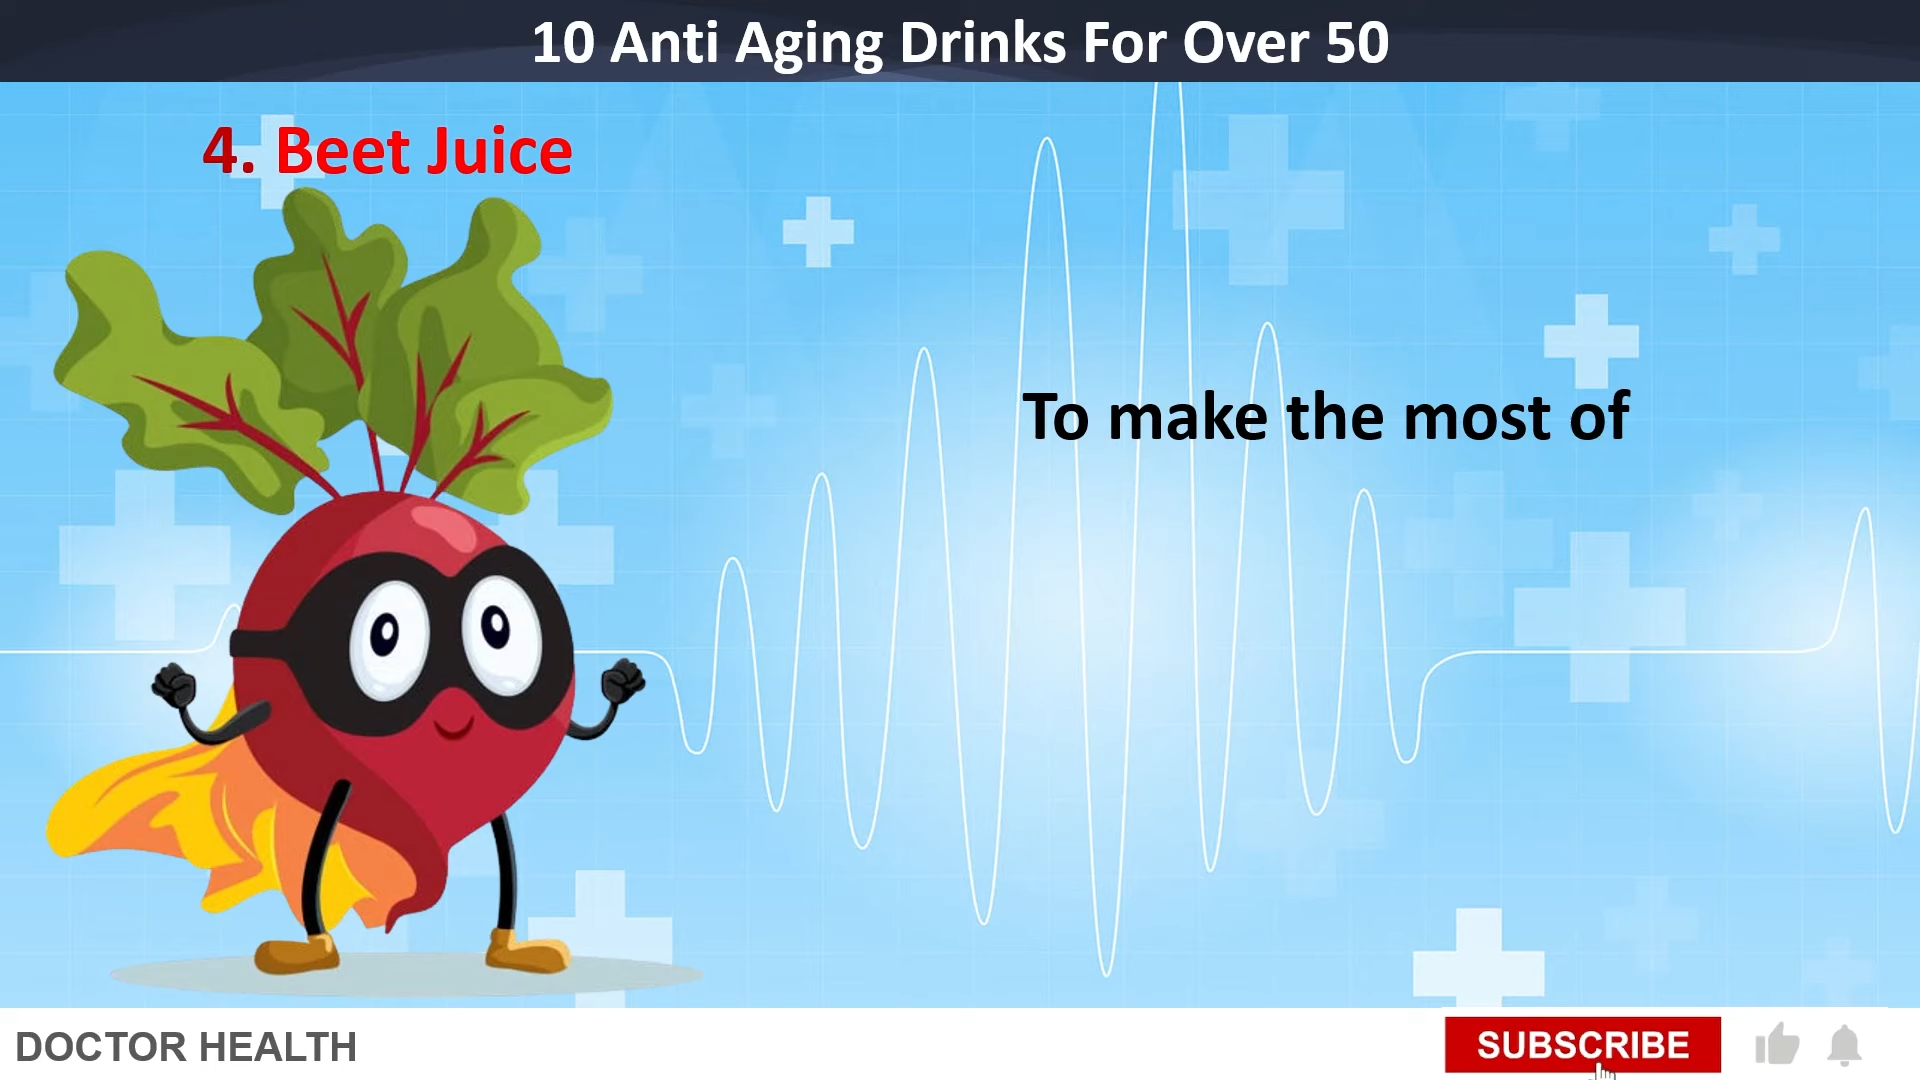 10 Anti Aging Drinks For Over 50
4. Beet Juice
To make the most of
DOCTOR HEALTH
SUBSCRIBE